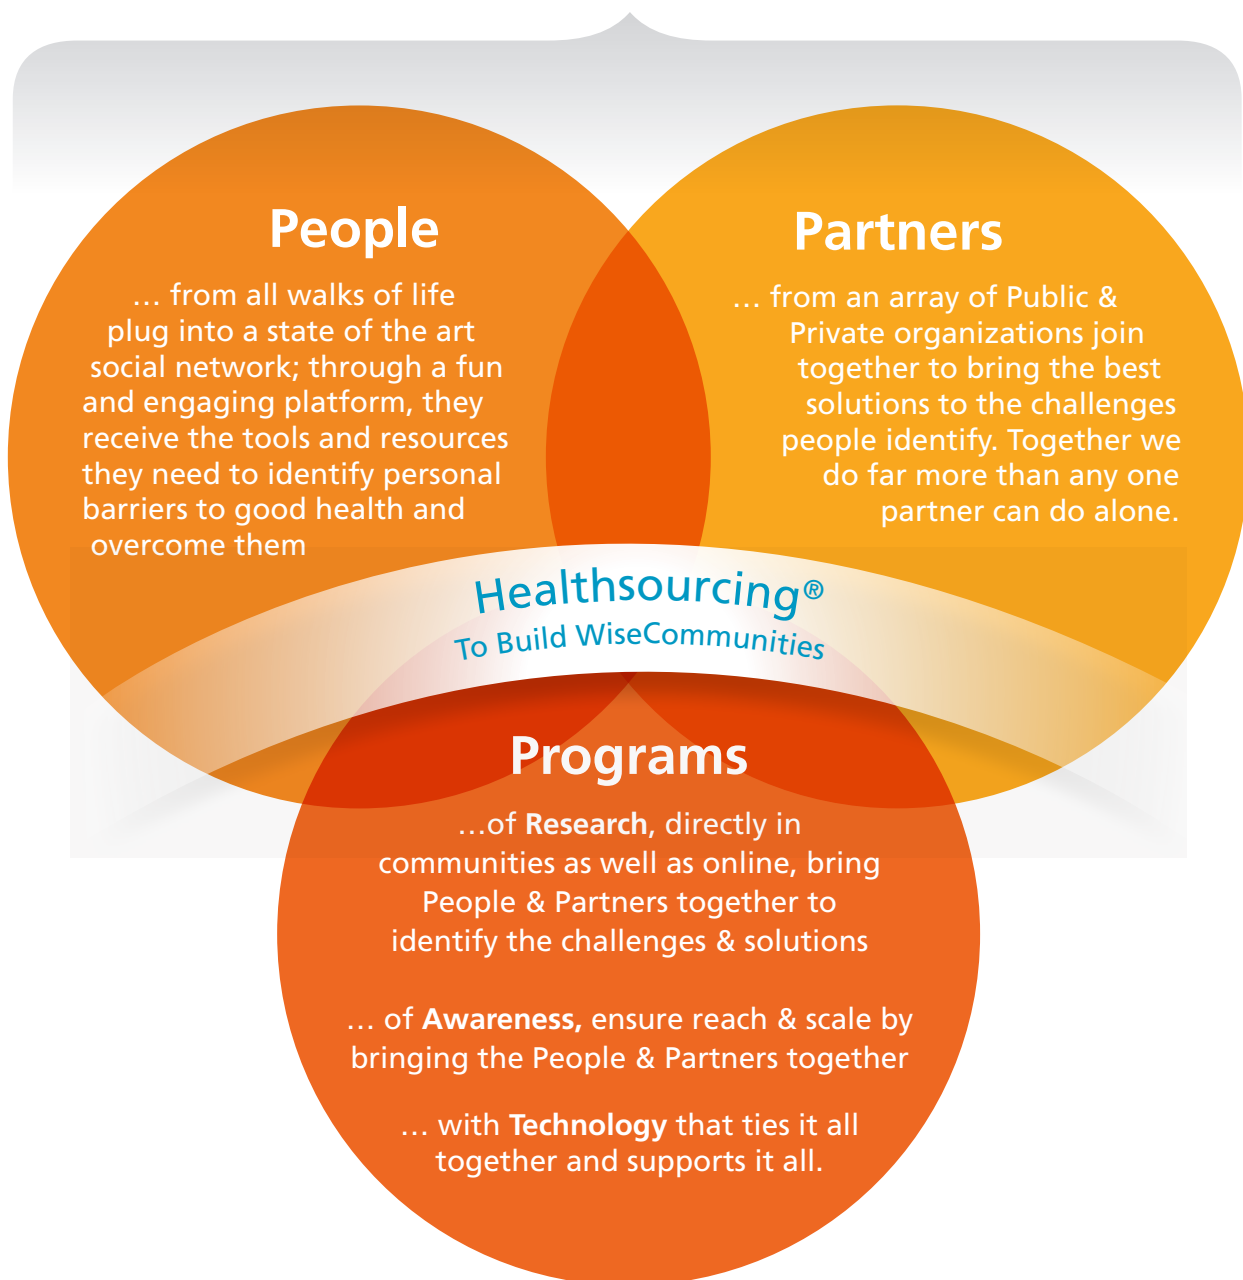 People
… from all walks of life
plug into a state of the art
social network; through a fun
and engaging platform, they
receive the tools and resources
they need to identify personal
barriers to good health and
overcome them
Partners
… from an array of Public &
Private organizations join
together to bring the best
solutions to the challenges
people identify. Together we
do far more than any one
partner can do alone.
Healthsourcing®
To Build WiseCommunities
Programs
…of Research, directly in
communities as well as online, bring
People & Partners together to
identify the challenges & solutions
… of Awareness, ensure reach & scale by
bringing the People & Partners together
… with Technology that ties it all
together and supports it all.